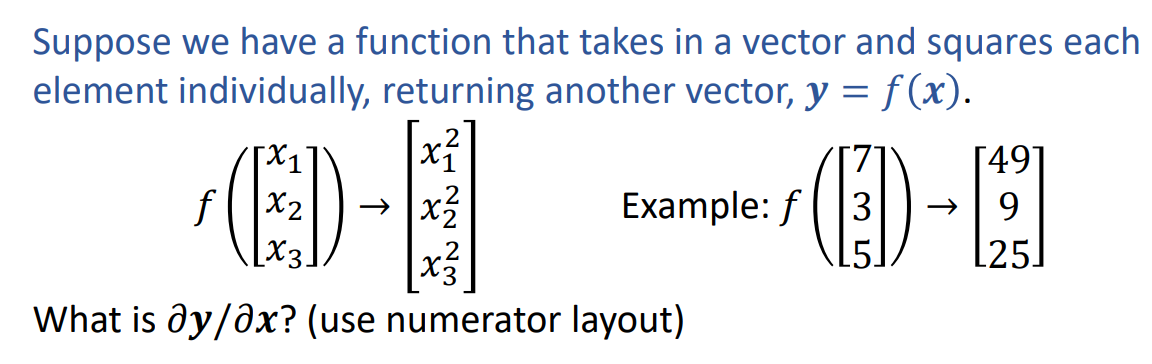 Suppose we have a function that takes in a vector and squares each
element individually, returning another vector, y = f(x).
f([x₁ x₂ x₃]) → [x₁² x₂² x₃²] Example: f([7 3 5]) → [49 9 25]
What is ∂y/∂x? (use numerator layout)